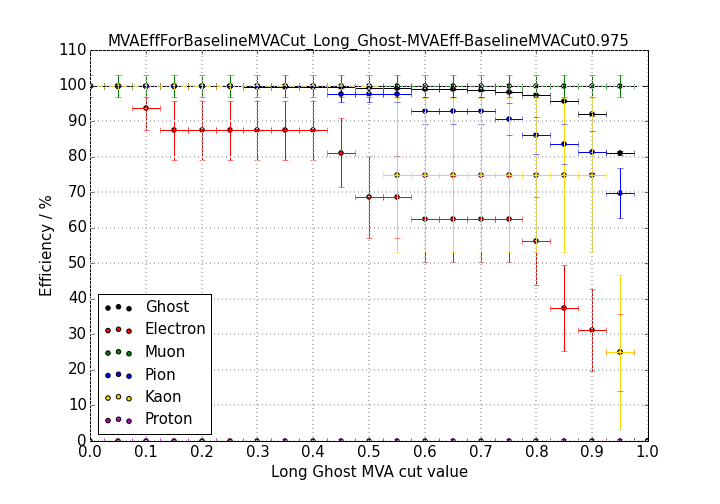 MVAEffForBaselineMVACut_Long_Ghost-MVAEff-BaselineMVACut0.975
110
100
90
80
70
60
50
40
30
20
10
0
Efficiency / %
Ghost
Electron
Muon
Pion
Kaon
Proton
0.0 0.1 0.2 0.3 0.4 0.5 0.6 0.7 0.8 0.9 1.0
Long Ghost MVA cut value